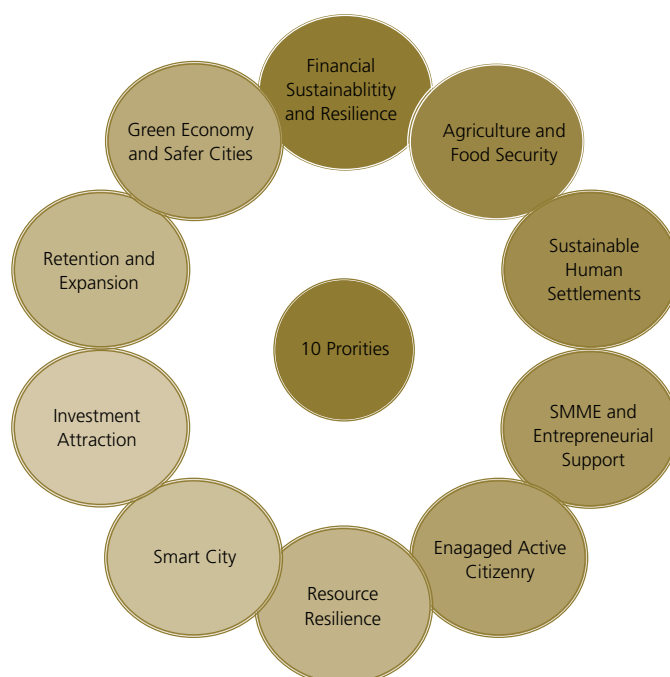 Financial
Sustainablitity
and Resilience
Agriculture and
Food Security
Sustainable
Human
Settlements
SMME and
Entrepreneurial
Support
Enagaged Active
Citizenry
Resource
Resilience
Smart City
Investment
Attraction
Retention and
Expansion
Green Economy
and Safer Cities
10 Prorities